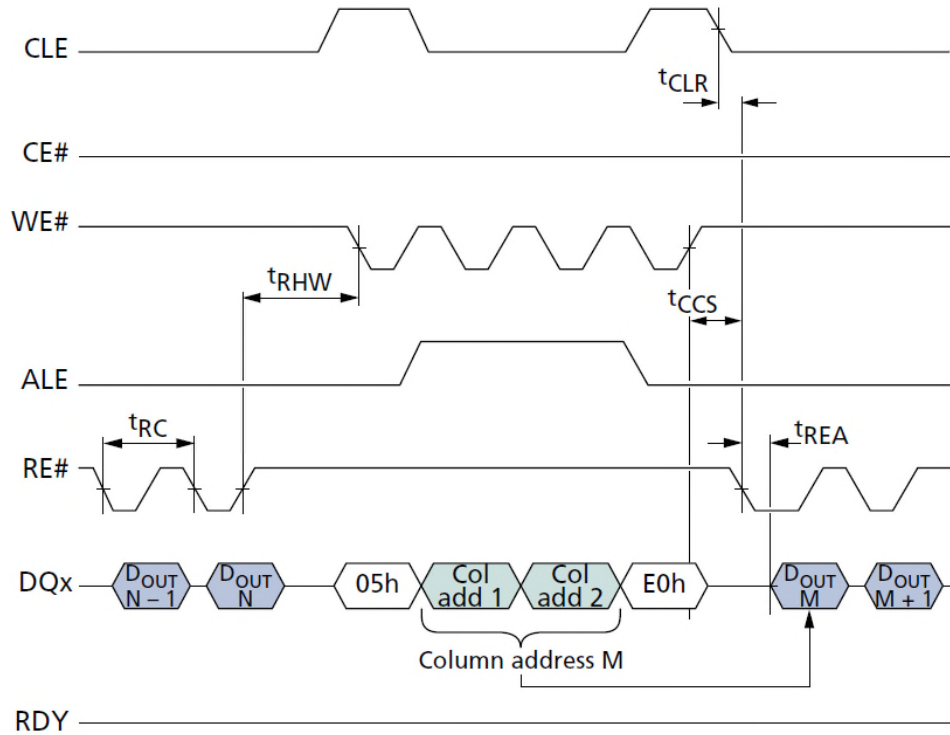 CLE
tCLR
CE#
WE#
tRHW
tCCS
ALE
tRC
tREA
RE#
DQx
DOUT
N – 1
DOUT
N
05h
Col
add 1
Col
add 2
E0h
DOUT
M
DOUT
M + 1
Column address M
RDY